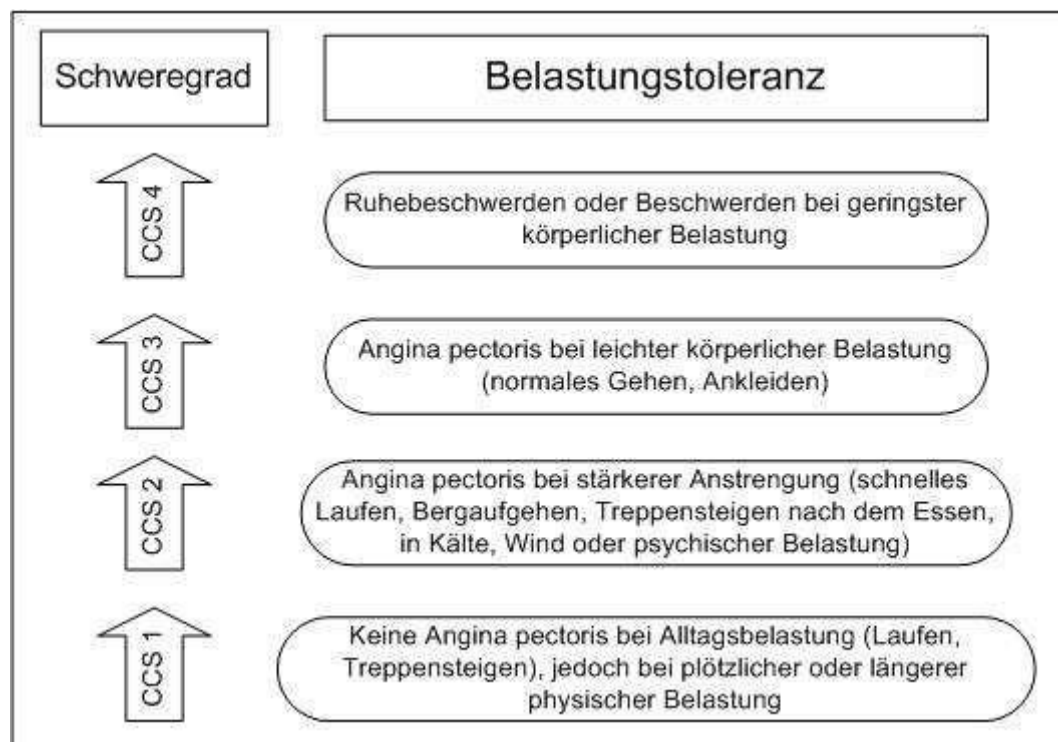 Schweregrad
Belastungstoleranz
CCS 4
Ruhebeschwerden oder Beschwerden bei geringster
körperlicher Belastung
CCS 3
Angina pectoris bei leichter körperlicher Belastung
(normales Gehen, Ankleiden)
CCS 2
Angina pectoris bei stärkerer Anstrengung (schnelles
Laufen, Bergaufgehen, Treppensteigen nach dem Essen,
in Kälte, Wind oder psychischer Belastung)
CCS 1
Keine Angina pectoris bei Alltagsbelastung (Laufen,
Treppensteigen), jedoch bei plötzlicher oder längerer
physischer Belastung